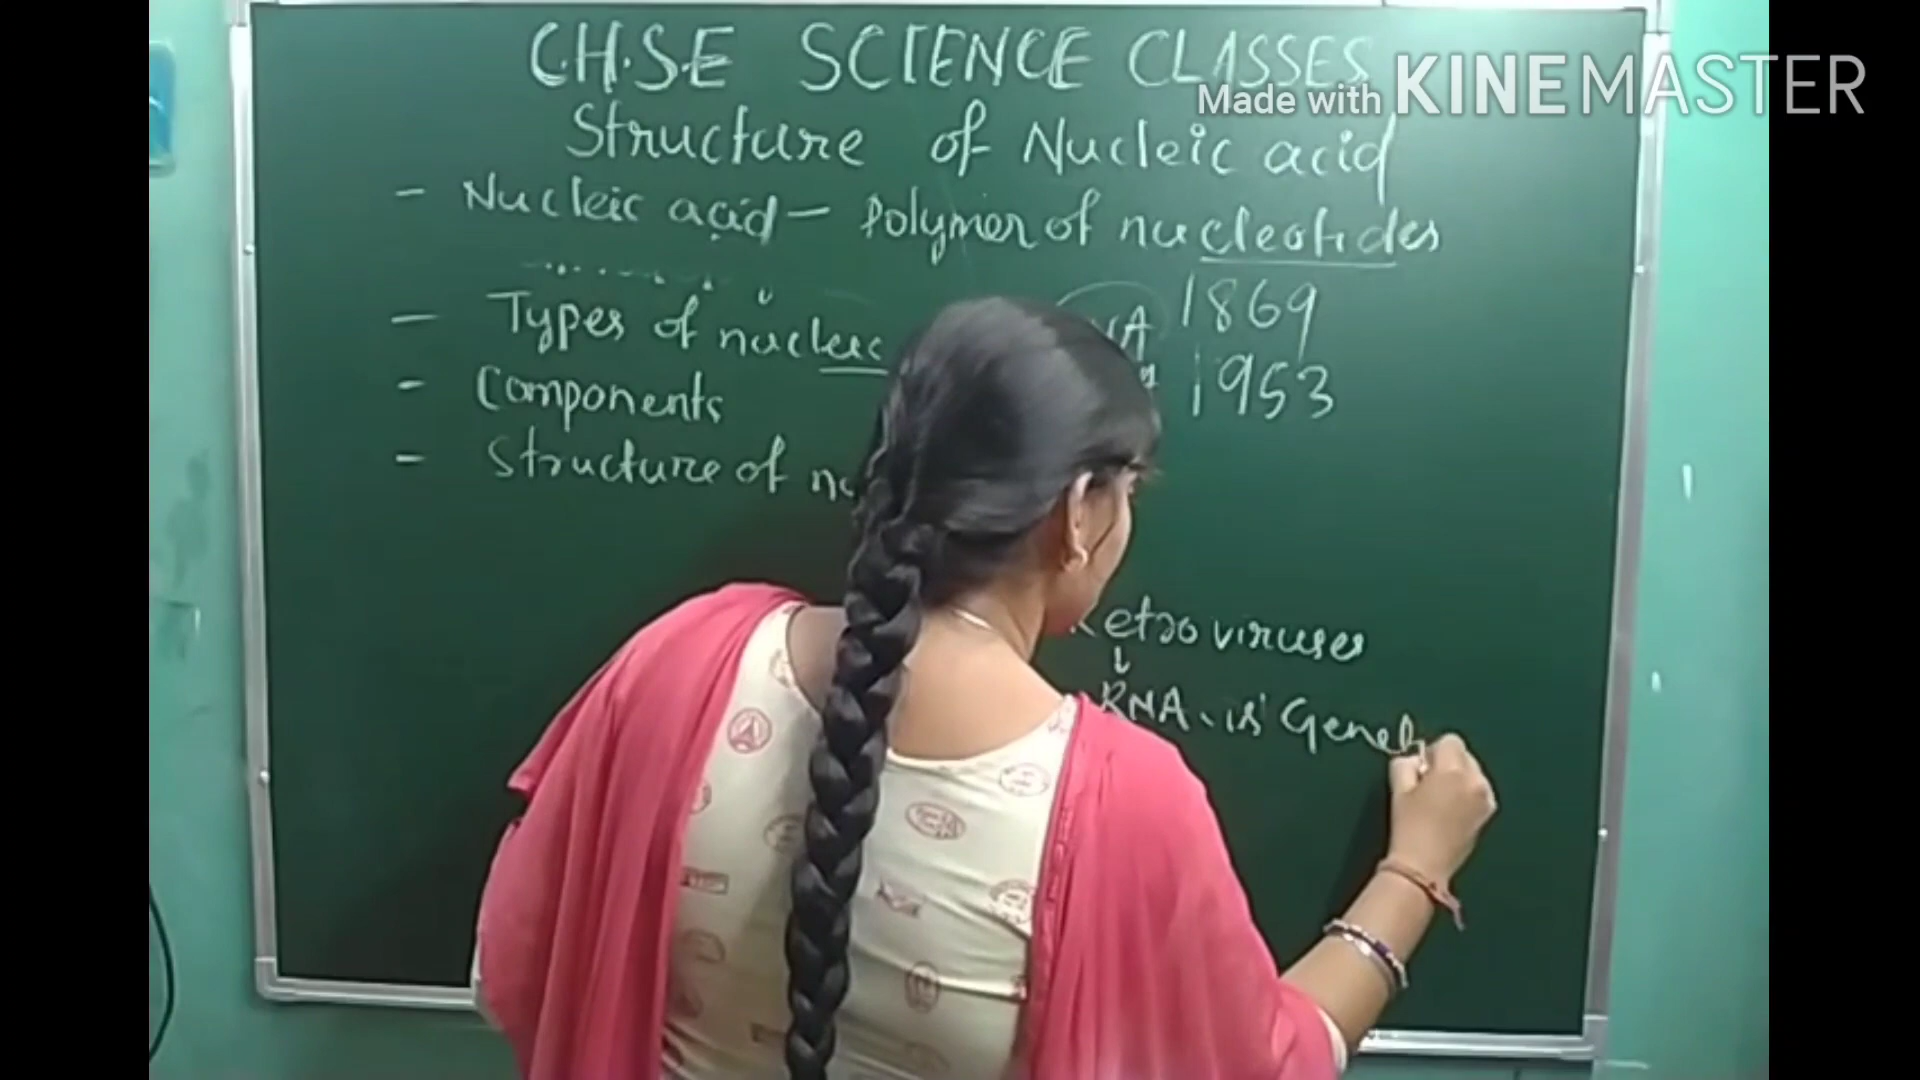 C.H.S.E SCIENCE CLASSES
Made with KINEMASTER
Structure of Nucleic acid
- Nucleic acid - Polymer of nucleotides
- Types of nucleic 1869
- Components 1953
- Structure of
Retro viruses
↓
RNA is Geneti